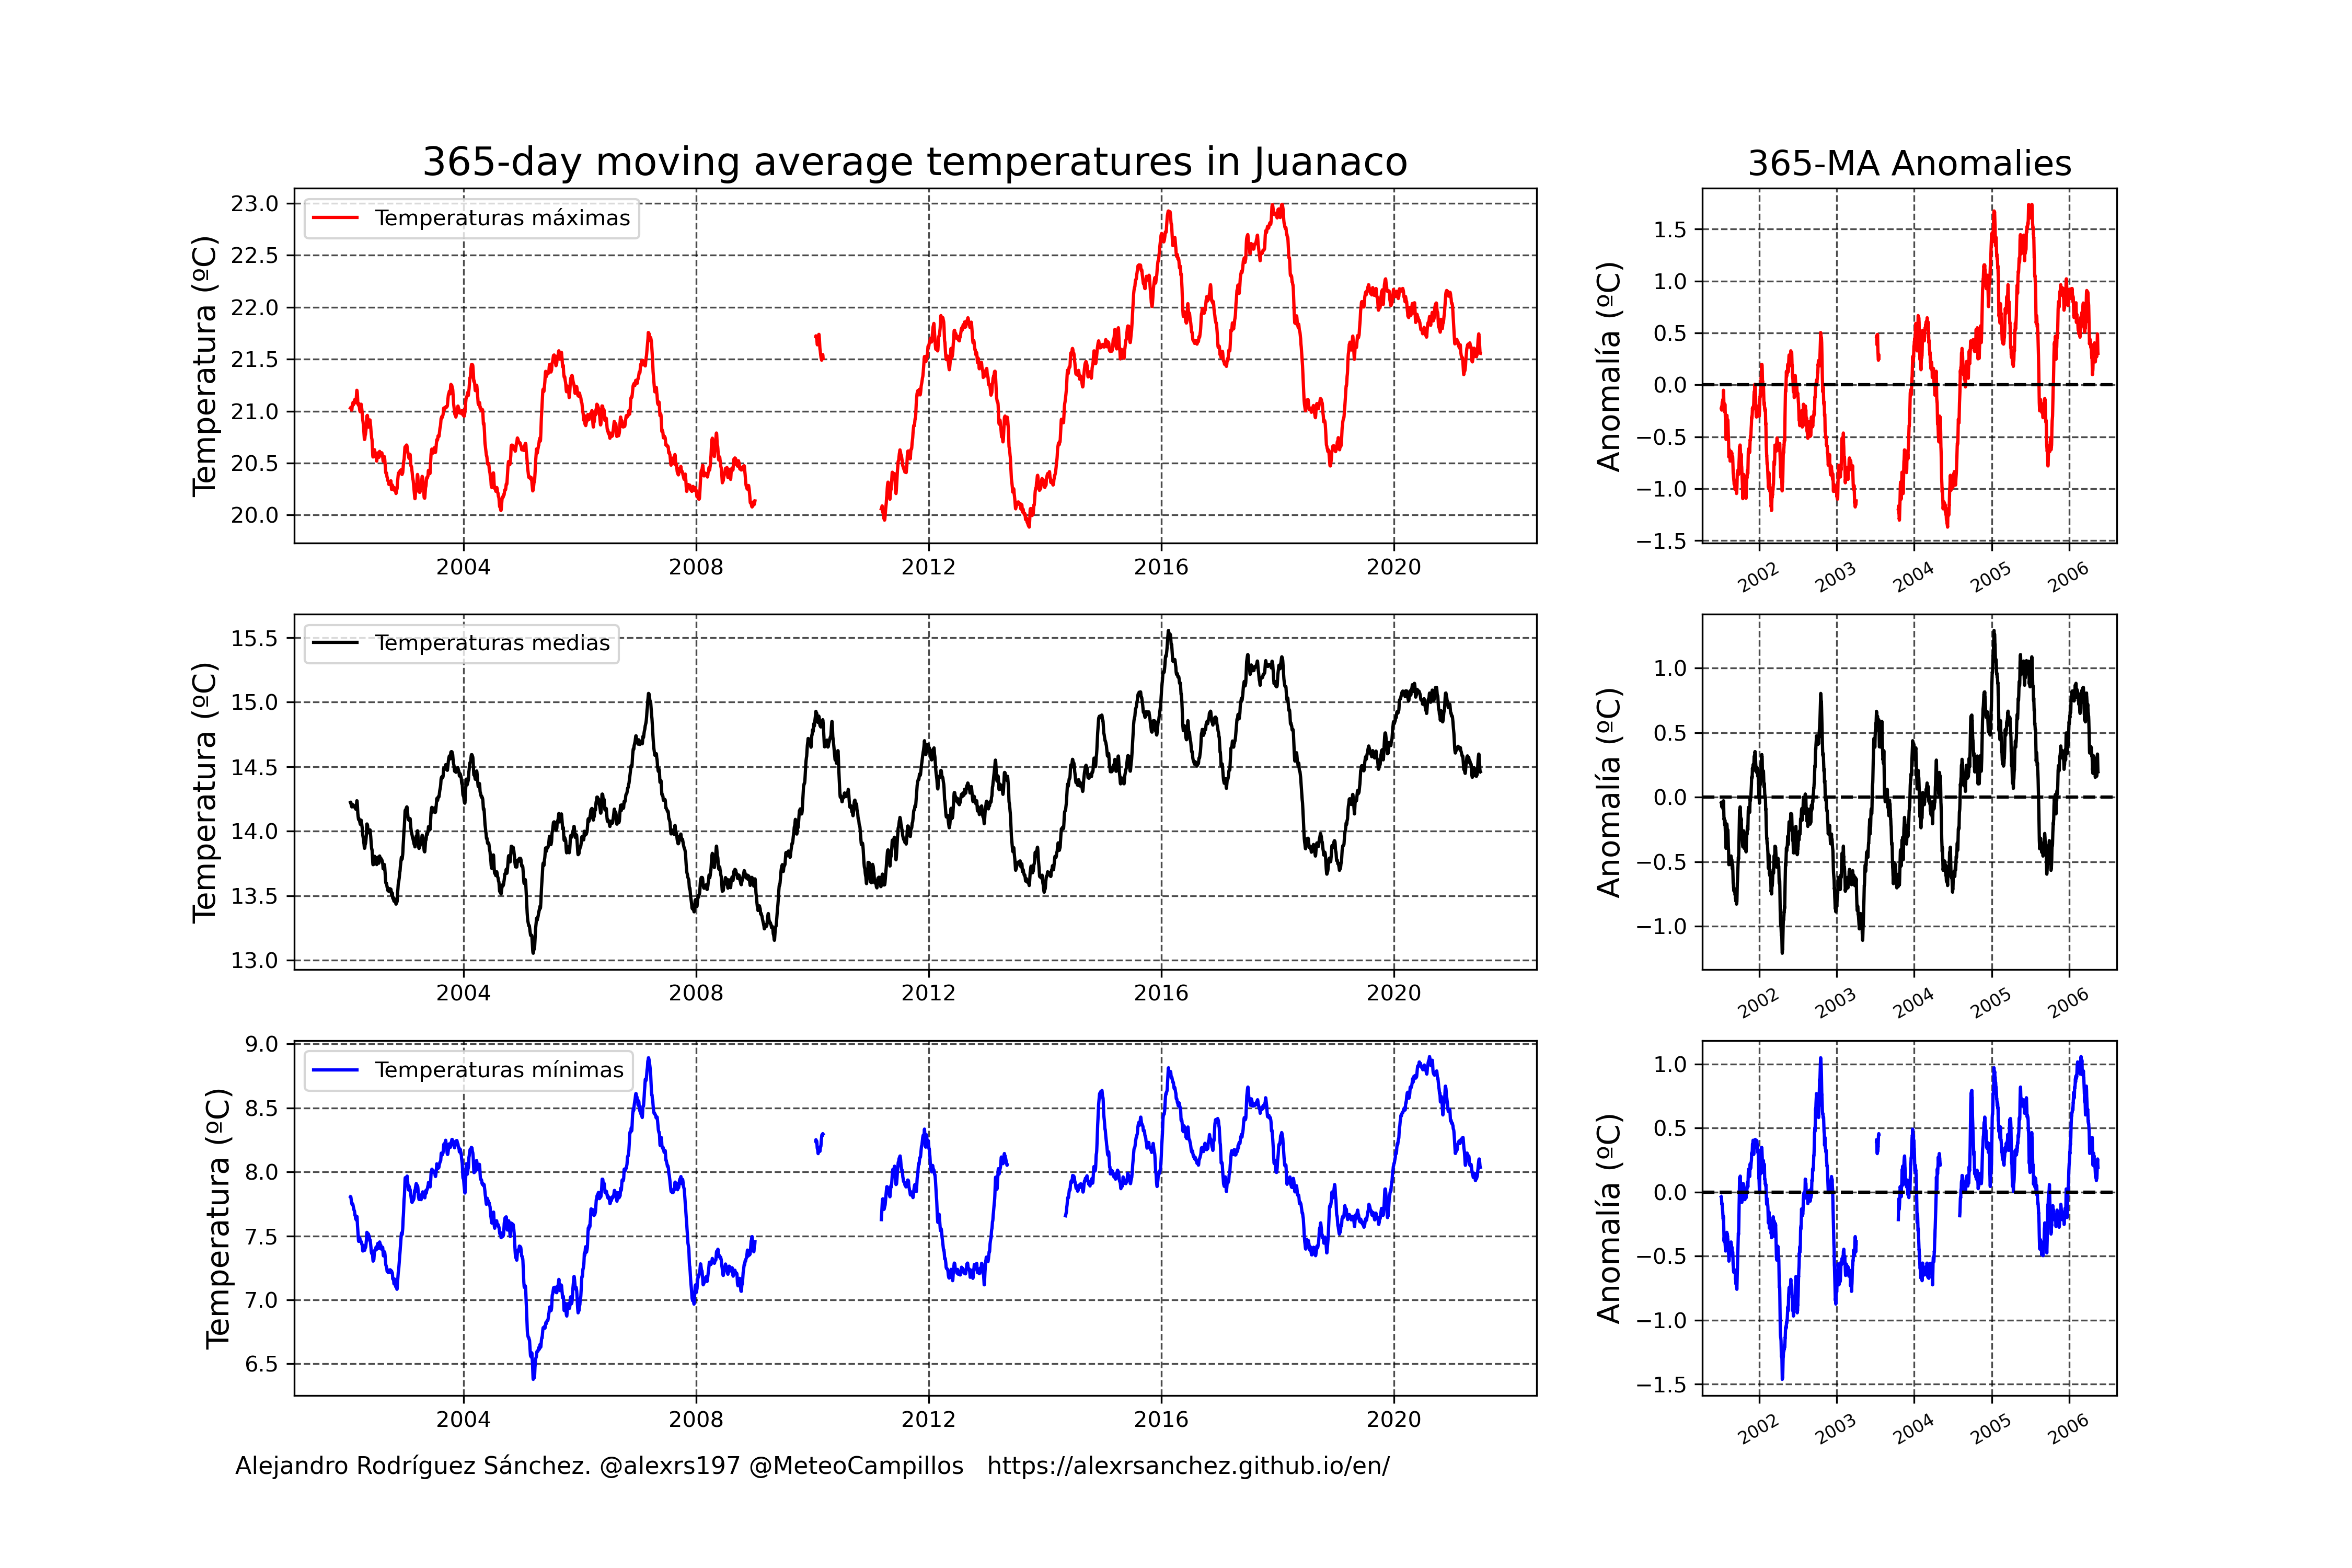 365-day moving average temperatures in Juanaco
365-MA Anomalies
Temperatura (ºC)
23.0
22.5
22.0
21.5
21.0
20.5
20.0
Temperaturas máximas
2004 2008 2012 2016 2020
Anomalía (ºC)
1.5
1.0
0.5
0.0
−0.5
−1.0
−1.5
2002 2003 2004 2005 2006
Temperatura (ºC)
15.5
15.0
14.5
14.0
13.5
13.0
Temperaturas medias
2004 2008 2012 2016 2020
Anomalía (ºC)
1.0
0.5
0.0
−0.5
−1.0
2002 2003 2004 2005 2006
Temperatura (ºC)
9.0
8.5
8.0
7.5
7.0
6.5
Temperaturas mínimas
2004 2008 2012 2016 2020
Anomalía (ºC)
1.0
0.5
0.0
−0.5
−1.0
−1.5
2002 2003 2004 2005 2006
Alejandro Rodríguez Sánchez. @alexrs197 @MeteoCampillos https://alexrsanchez.github.io/en/